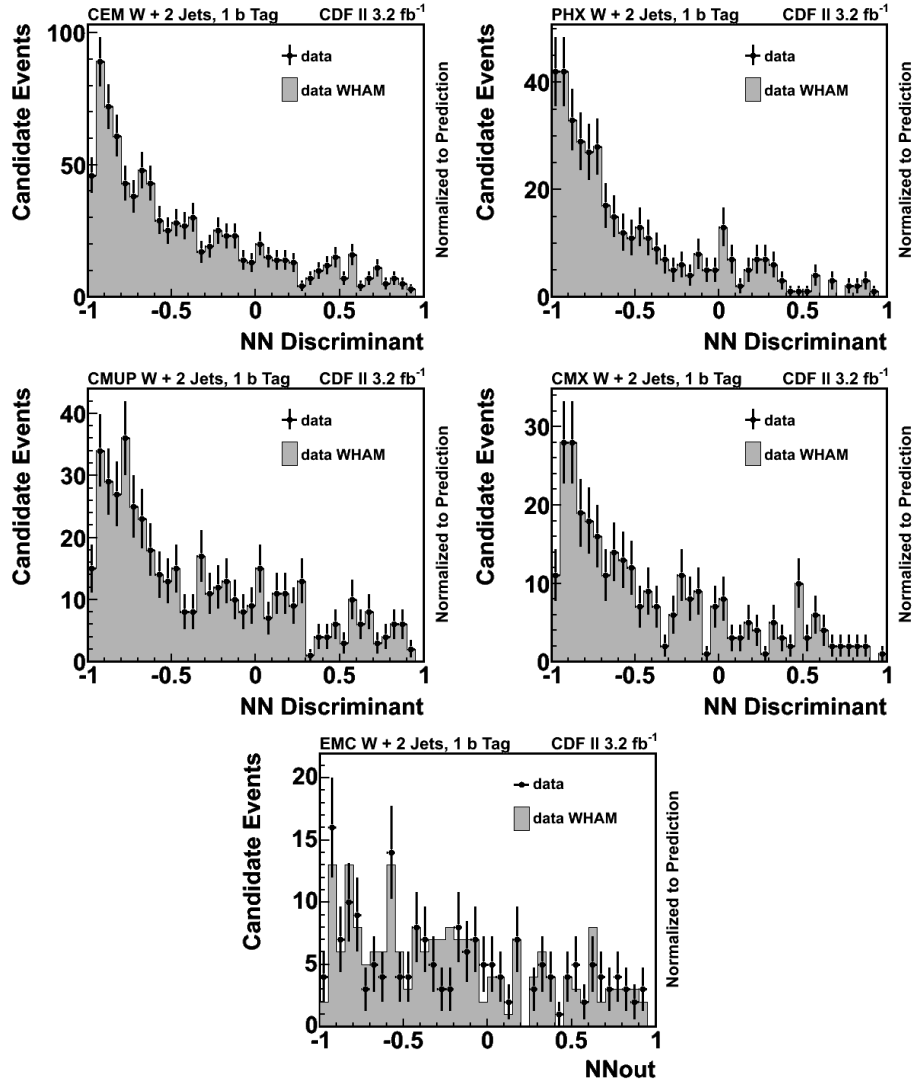 CEM W + 2 Jets, 1 b Tag CDF II 3.2 fb-1
Candidate Events
100
50
0
data
data WHAM
Normalized to Prediction
-1 -0.5 0 0.5 1
NN Discriminant
PHX W + 2 Jets, 1 b Tag CDF II 3.2 fb-1
Candidate Events
40
20
0
data
data WHAM
Normalized to Prediction
-1 -0.5 0 0.5 1
NN Discriminant
CMUP W + 2 Jets, 1 b Tag CDF II 3.2 fb-1
Candidate Events
40
30
20
10
0
data
data WHAM
Normalized to Prediction
-1 -0.5 0 0.5 1
NN Discriminant
CMX W + 2 Jets, 1 b Tag CDF II 3.2 fb-1
Candidate Events
30
20
10
0
data
data WHAM
Normalized to Prediction
-1 -0.5 0 0.5 1
NN Discriminant
EMC W + 2 Jets, 1 b Tag CDF II 3.2 fb-1
Candidate Events
20
15
10
5
0
data
data WHAM
Normalized to Prediction
-1 -0.5 0 0.5 1
NNout